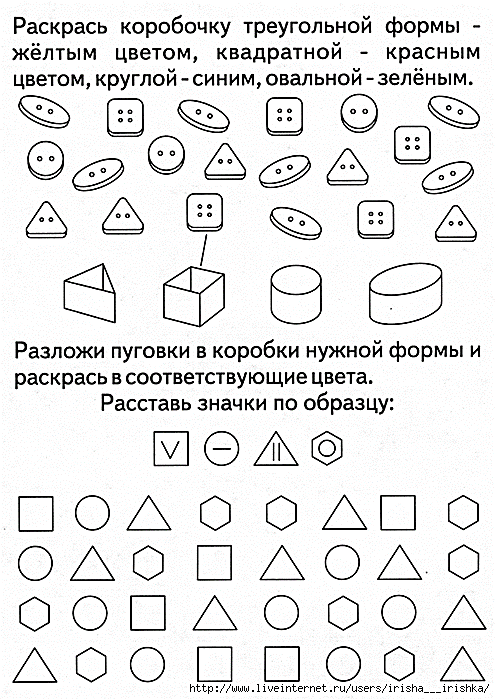 Раскрась коробочку треугольной формы -
жёлтым цветом, квадратной - красным
цветом, круглой - синим, овальной - зелёным.
Разложи пуговки в коробки нужной формы и
раскрась в соответствующие цвета.
Расставь значки по образцу:
http://www.liveinternet.ru/users/irisha___irishka/